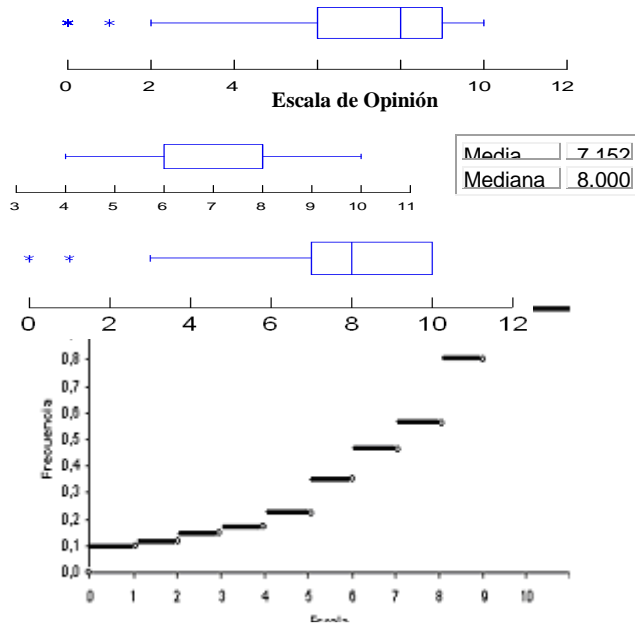 0 2 4 10 12
Escala de Opinión
3 4 5 6 7 8 9 10 11
Media 7.152
Mediana 8.000
0 2 4 6 8 10 12
0,8
0,7
0,6
0,5
0,4
0,3
0,2
0,1
0,0
Frecuencia
0 1 2 3 4 5 6 7 8 9 10
Escala